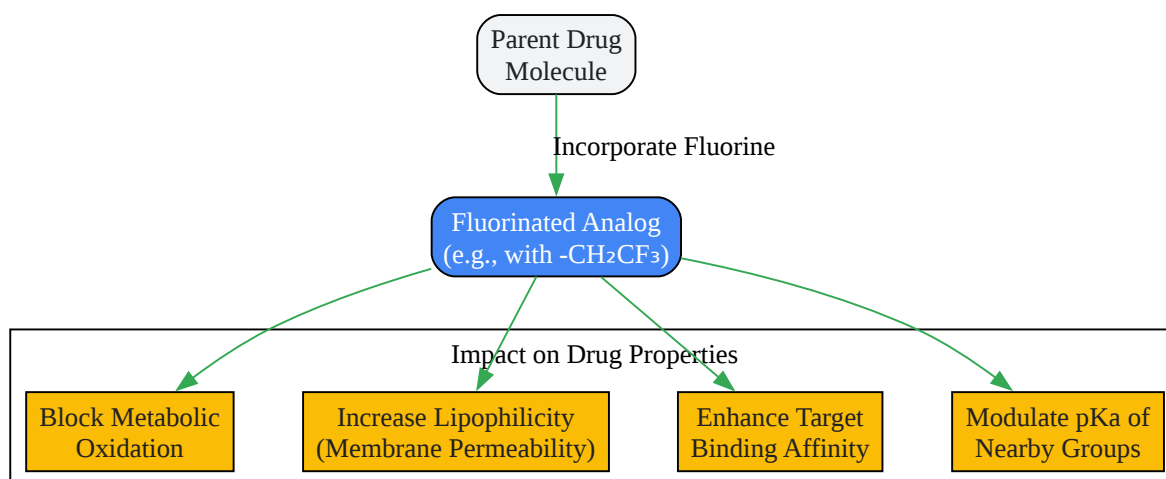 Parent Drug
Molecule
Incorporate Fluorine
Fluorinated Analog
(e.g., with -CH₂CF₃)
Impact on Drug Properties
Block Metabolic
Oxidation
Increase Lipophilicity
(Membrane Permeability)
Enhance Target
Binding Affinity
Modulate pKa of
Nearby Groups